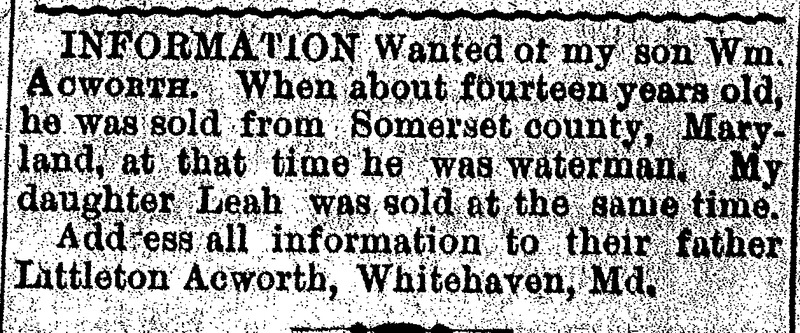 INFORMATION Wanted of my son Wm.
ACWORTH. When about fourteen years old,
he was sold from Somerset county, Mary-
land, at that time he was waterman. My
daughter Leah was sold at the same time.
Address all information to their father
Littleton Acworth, Whitehaven, Md.